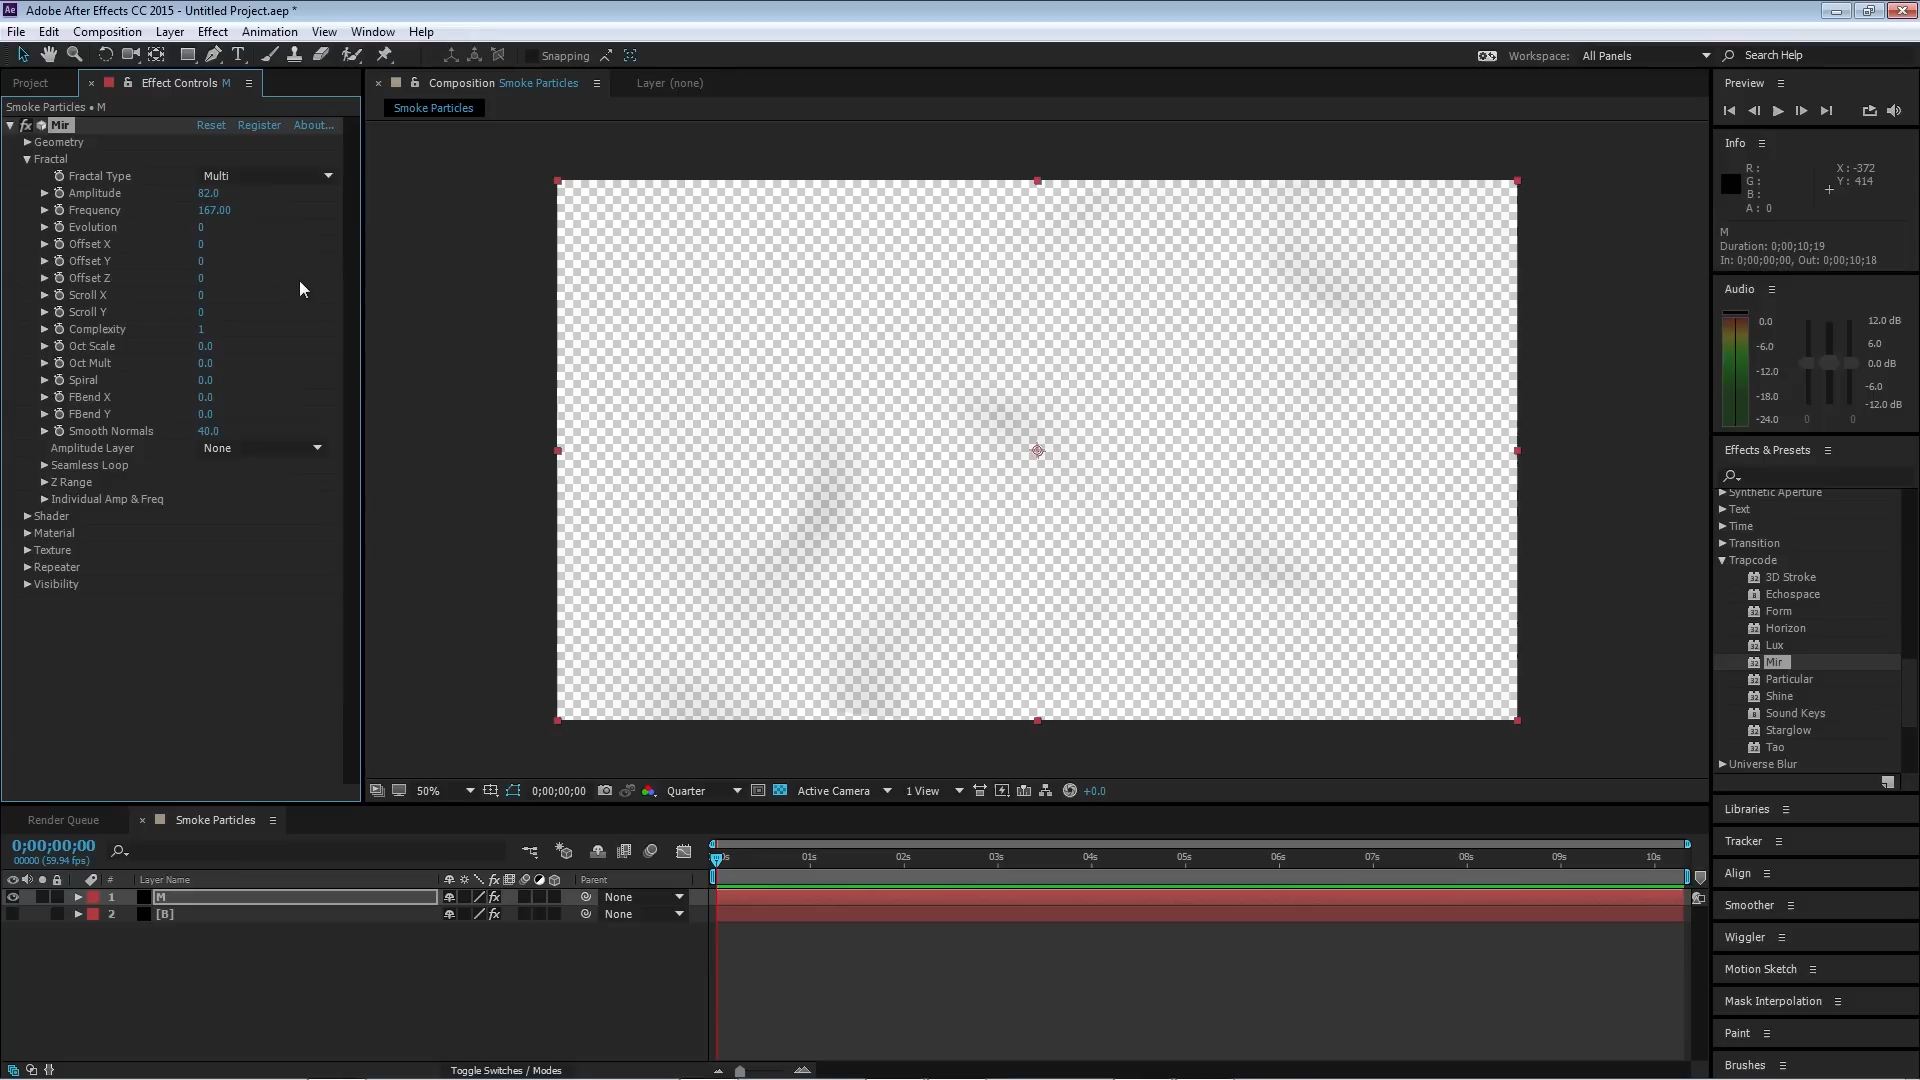 Adobe After Effects CC 2015 - Untitled Project.aep *
File Edit Composition Layer Effect Animation View Window Help
Snapping
Workspace: All Panels
Search Help
Project
Effect Controls M
Smoke Particles • M
fx Mir Reset Register About...
Geometry
Fractal
Fractal Type Multi
Amplitude 82.0
Frequency 167.00
Evolution 0
Offset X 0
Offset Y 0
Offset Z 0
Scroll X 0
Scroll Y 0
Complexity 1
Oct Scale 0.0
Oct Mult 0.0
Spiral 0.0
FBend X 0.0
FBend Y 0.0
Smooth Normals 40.0
Amplitude Layer None
Seamless Loop
Z Range
Individual Amp & Freq
Shader
Material
Texture
Repeater
Visibility
Composition Smoke Particles
Layer (none)
Smoke Particles
50% 0;00;00;00 Quarter Active Camera 1 View +0.0
Preview
Info
R :
G :
B :
A : 0
X : -372
Y : 414
M
Duration: 0;00;10;19
In: 0;00;00;00, Out: 0;00;10;18
Audio
0.0
-6.0
-12.0
-18.0
-24.0
12.0 dB
6.0
0.0 dB
-6.0
-12.0 dB
0 0
Effects & Presets
Synthetic Aperture
Text
Time
Transition
Trapcode
3D Stroke
Echospace
Form
Horizon
Lux
Mir
Particular
Shine
Sound Keys
Starglow
Tao
Universe Blur
Libraries
Tracker
Align
Smoother
Wiggler
Motion Sketch
Mask Interpolation
Paint
Brushes
Render Queue
Smoke Particles
0;00;00;00
00000 (59.94 fps)
# Layer Name fx Parent
1 M fx None
2 [B] fx None
01s 02s 03s 04s 05s 06s 07s 08s 09s 10s
Toggle Switches / Modes